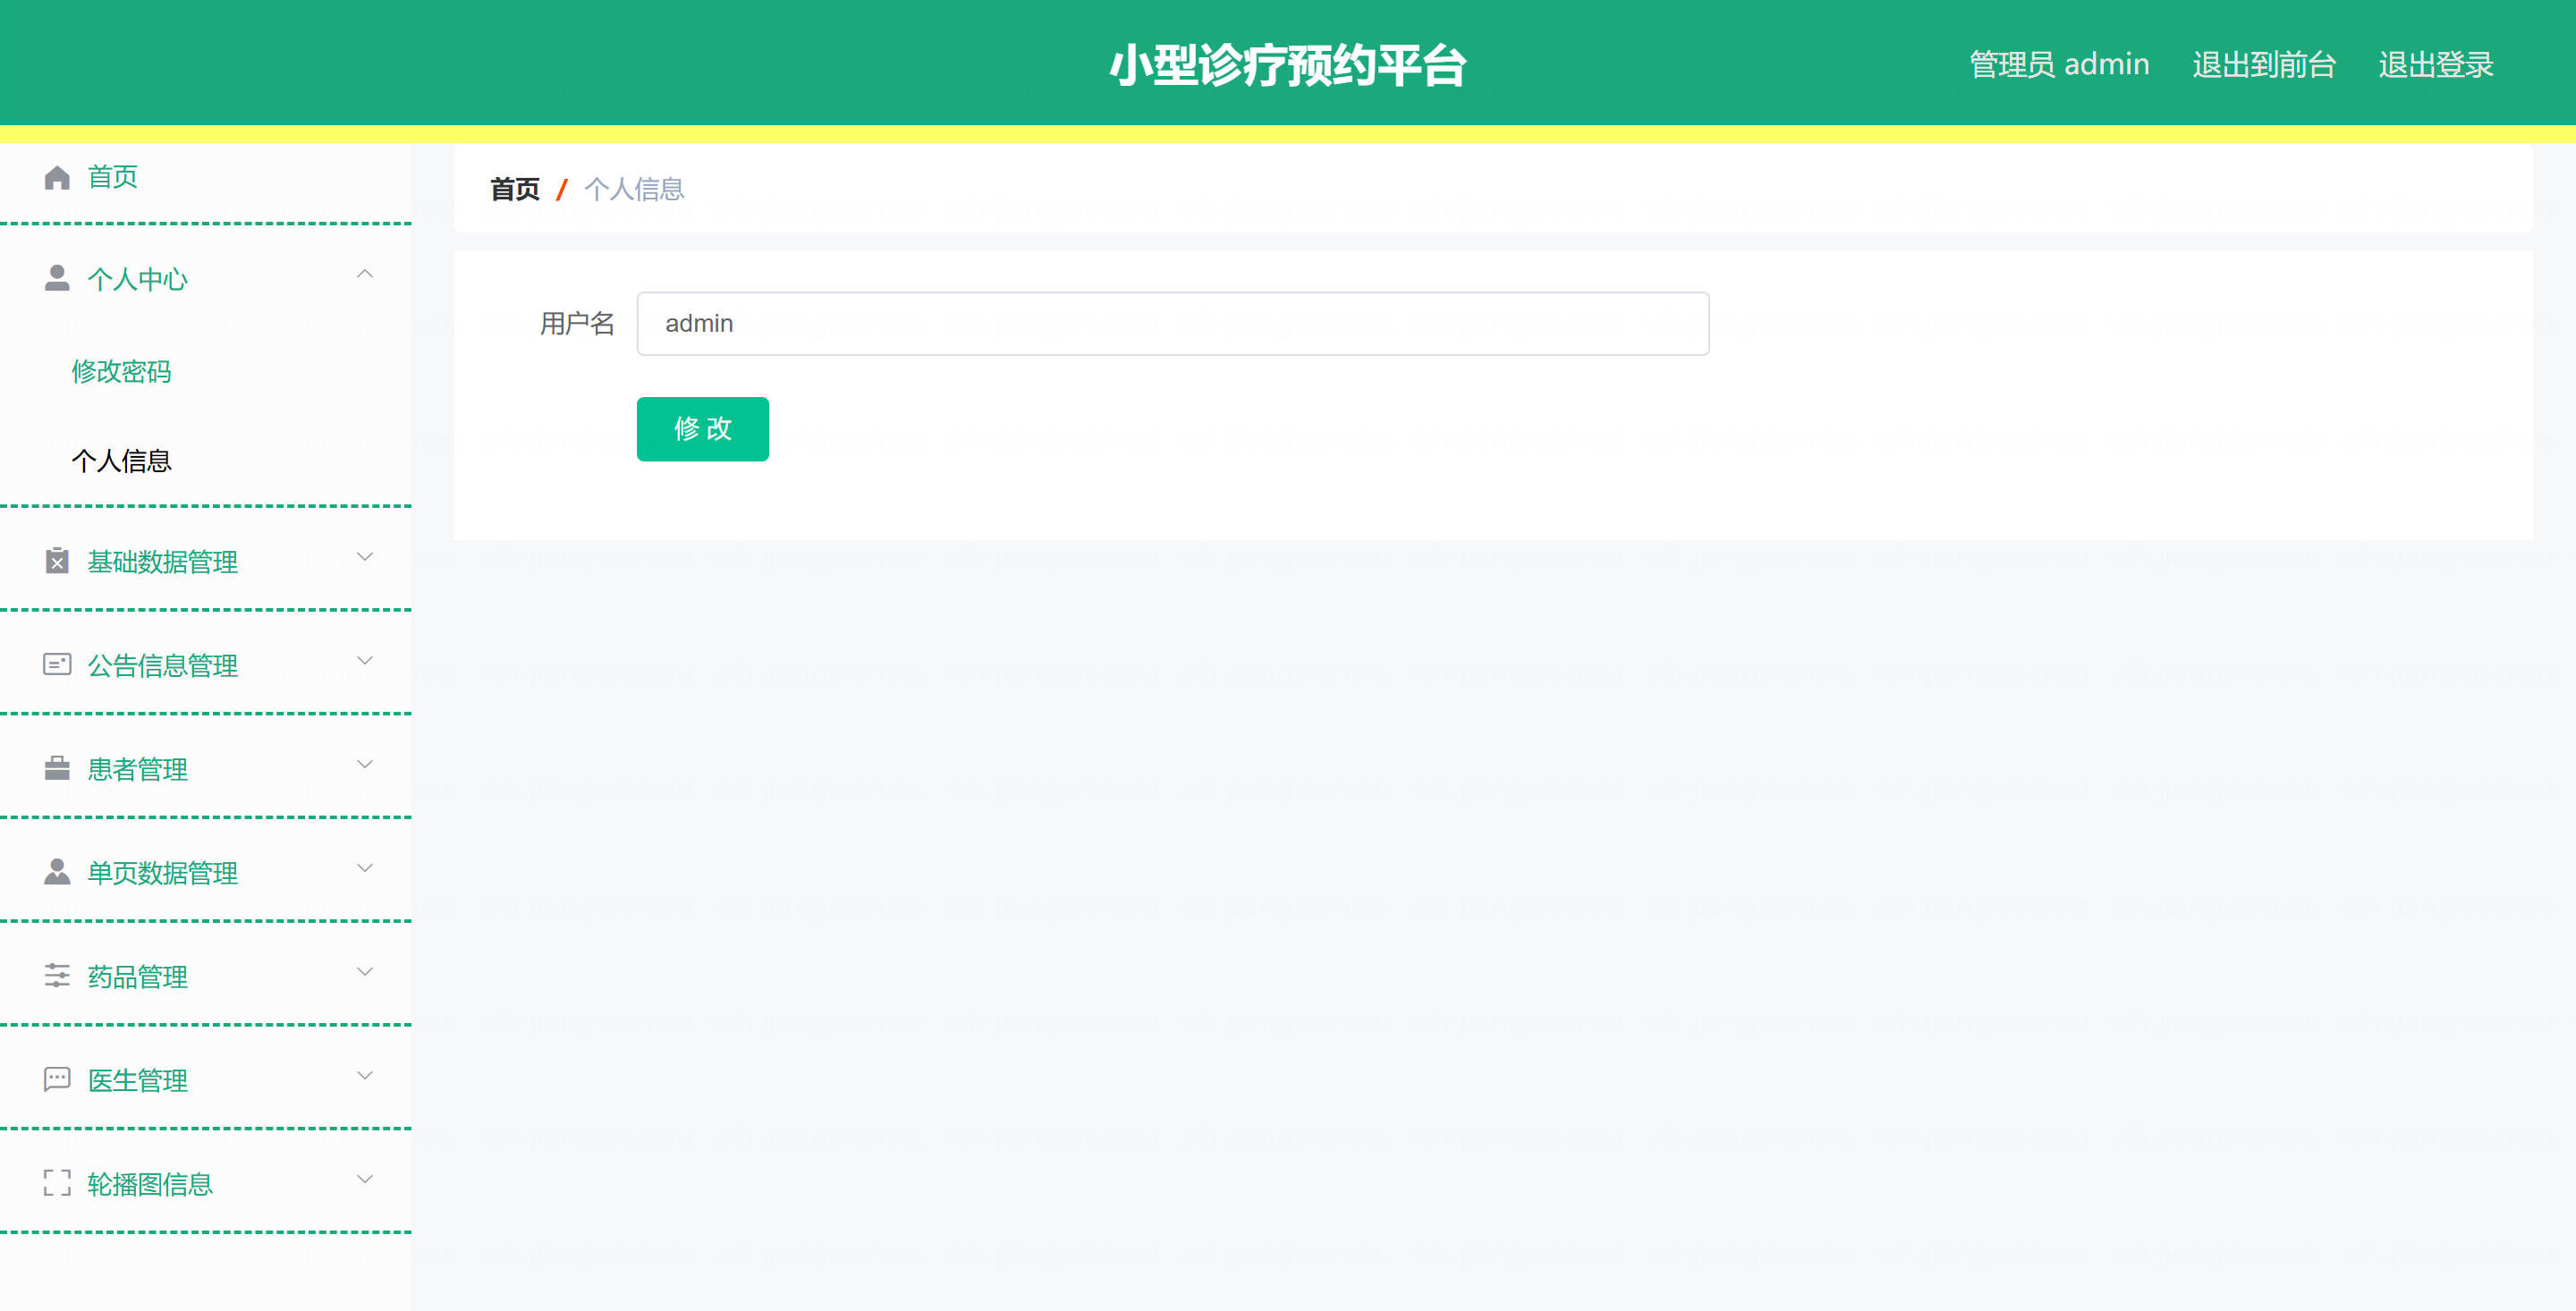 小型诊疗预约平台
管理员 admin 退出到前台 退出登录
首页
个人中心
修改密码
个人信息
基础数据管理
公告信息管理
患者管理
单页数据管理
药品管理
医生管理
轮播图信息
首页 / 个人信息
用户名 admin
修 改